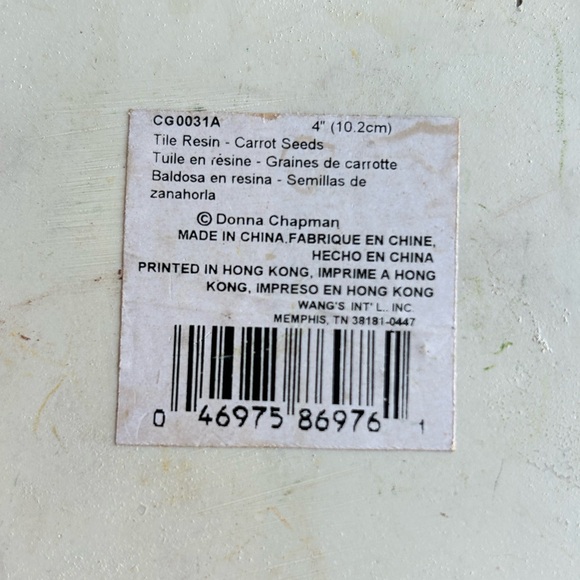 CG0031A 4" (10.2cm)
Tile Resin - Carrot Seeds
Tuile en résine - Graines de carrotte
Baldosa en resina - Semillas de
zanahorla
© Donna Chapman
MADE IN CHINA,FABRIQUE EN CHINE,
HECHO EN CHINA
PRINTED IN HONG KONG, IMPRIME A HONG
KONG, IMPRESO EN HONG KONG
WANG'S INT'L., INC.
MEMPHIS, TN 38181-0447
0 46975 86976 1